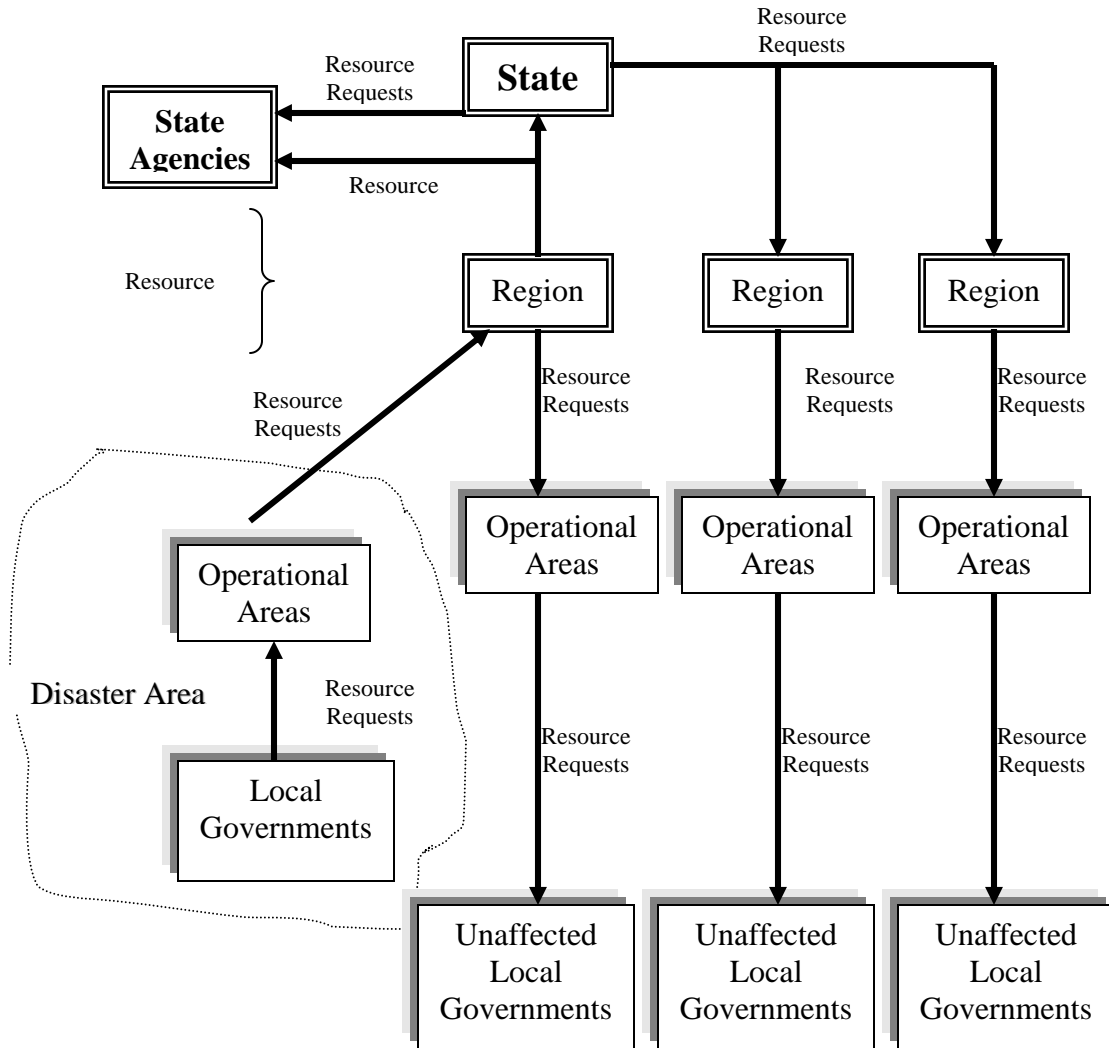 Resource
Requests
Resource
Requests
State
State
Agencies
Resource
Resource
Region
Region
Region
Resource
Requests
Resource
Requests
Resource
Requests
Resource
Requests
Operational
Areas
Operational
Areas
Operational
Areas
Operational
Areas
Disaster Area
Resource
Requests
Resource
Requests
Resource
Requests
Resource
Requests
Local
Governments
Unaffected
Local
Governments
Unaffected
Local
Governments
Unaffected
Local
Governments